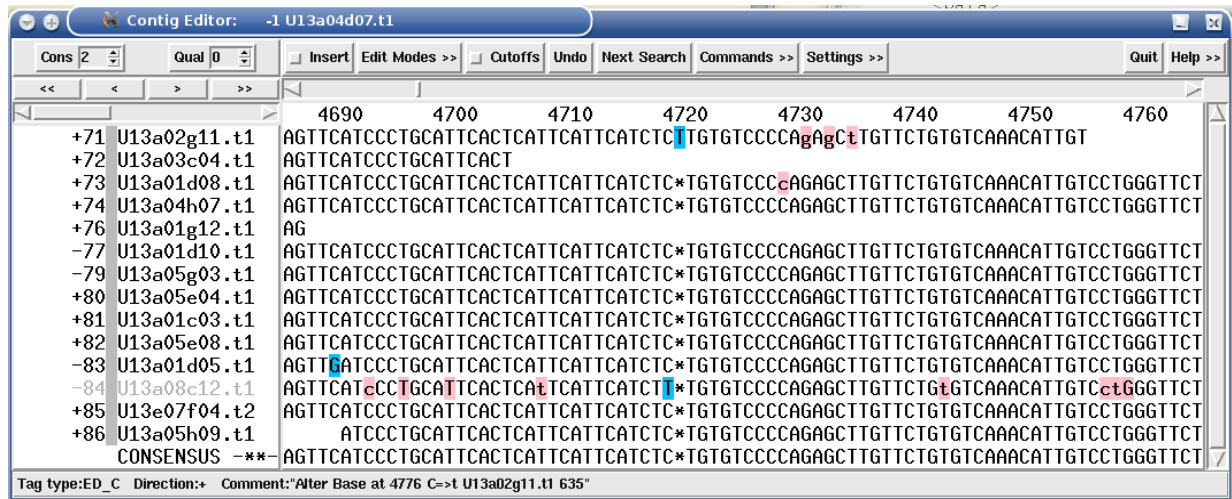 Contig Editor: -1 U13a04d07.t1
Cons 2 Qual 0 Insert Edit Modes >> Cutoffs Undo Next Search Commands >> Settings >> Quit Help >>
<< < > >>
4690 4700 4710 4720 4730 4740 4750 4760
+71 U13a02g11.t1 AGTTCATCCCTGCATTCACTCATTCATTCATCTCTTGTGTCCCCAgAgCtTGTTCTGTGTCAAACATTGT
+72 U13a03c04.t1 AGTTCATCCCTGCATTCACT
+73 U13a01d08.t1 AGTTCATCCCTGCATTCACTCATTCATTCATCTC*TGTGTCCCcAGAGCTTGTTCTGTGTCAAACATTGTCCTGGGTTCT
+74 U13a04h07.t1 AGTTCATCCCTGCATTCACTCATTCATTCATCTC*TGTGTCCCCAGAGCTTGTTCTGTGTCAAACATTGTCCTGGGTTCT
+76 U13a01g12.t1 AG
-77 U13a01d10.t1 AGTTCATCCCTGCATTCACTCATTCATTCATCTC*TGTGTCCCCAGAGCTTGTTCTGTGTCAAACATTGTCCTGGGTTCT
-79 U13a05g03.t1 AGTTCATCCCTGCATTCACTCATTCATTCATCTC*TGTGTCCCCAGAGCTTGTTCTGTGTCAAACATTGTCCTGGGTTCT
+80 U13a05e04.t1 AGTTCATCCCTGCATTCACTCATTCATTCATCTC*TGTGTCCCCAGAGCTTGTTCTGTGTCAAACATTGTCCTGGGTTCT
+81 U13a01c03.t1 AGTTCATCCCTGCATTCACTCATTCATTCATCTC*TGTGTCCCCAGAGCTTGTTCTGTGTCAAACATTGTCCTGGGTTCT
+82 U13a05e08.t1 AGTTCATCCCTGCATTCACTCATTCATTCATCTC*TGTGTCCCCAGAGCTTGTTCTGTGTCAAACATTGTCCTGGGTTCT
-83 U13a01d05.t1 AGTTGATCCCTGCATTCACTCATTCATTCATCTC*TGTGTCCCCAGAGCTTGTTCTGTGTCAAACATTGTCCTGGGTTCT
-84 U13a08c12.t1 AGTTCATcCCTGCATTCACTCAtTCATTCATCTT*TGTGTCCCCAGAGCTTGTTCTGtGTCAAACATTGTCctGGGTTCT
+85 U13e07f04.t2 AGTTCATCCCTGCATTCACTCATTCATTCATCTC*TGTGTCCCCAGAGCTTGTTCTGTGTCAAACATTGTCCTGGGTTCT
+86 U13a05h09.t1 ATCCCTGCATTCACTCATTCATTCATCTC*TGTGTCCCCAGAGCTTGTTCTGTGTCAAACATTGTCCTGGGTTCT
CONSENSUS -**- AGTTCATCCCTGCATTCACTCATTCATTCATCTC*TGTGTCCCCAGAGCTTGTTCTGTGTCAAACATTGTCCTGGGTTCT
Tag type:ED_C Direction:+ Comment:"Alter Base at 4776 C=>t U13a02g11.t1 635"